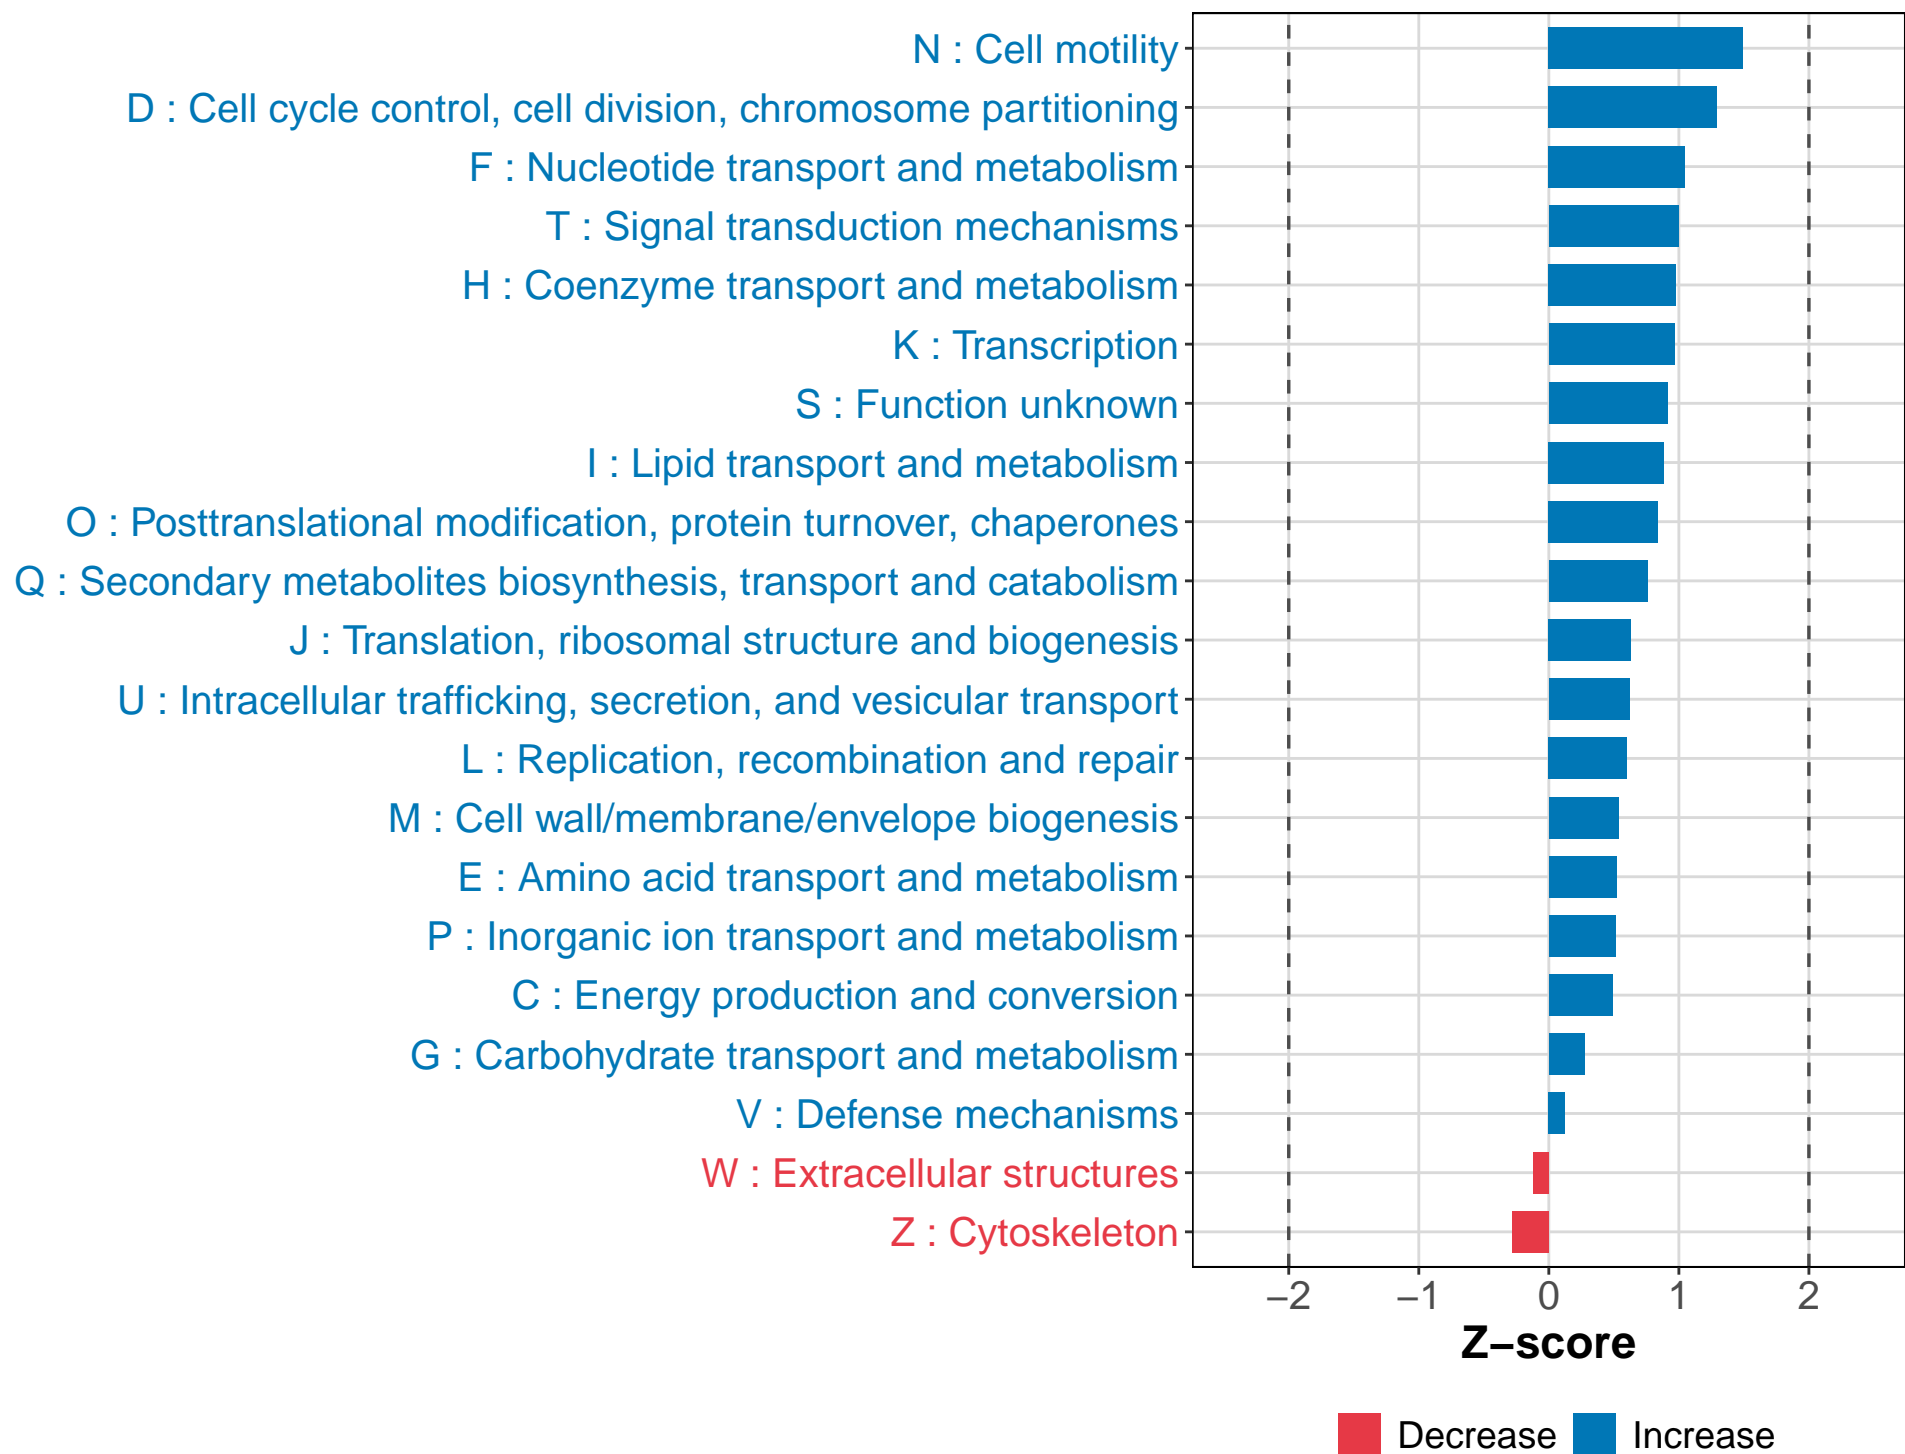 N : Cell motility
D : Cell cycle control, cell division, chromosome partitioning
F : Nucleotide transport and metabolism
T : Signal transduction mechanisms
H : Coenzyme transport and metabolism
K : Transcription
S : Function unknown
I : Lipid transport and metabolism
O : Posttranslational modification, protein turnover, chaperones
Q : Secondary metabolites biosynthesis, transport and catabolism
J : Translation, ribosomal structure and biogenesis
U : Intracellular trafficking, secretion, and vesicular transport
L : Replication, recombination and repair
M : Cell wall/membrane/envelope biogenesis
E : Amino acid transport and metabolism
P : Inorganic ion transport and metabolism
C : Energy production and conversion
G : Carbohydrate transport and metabolism
V : Defense mechanisms
W : Extracellular structures
Z : Cytoskeleton
−2 −1 0 1 2
Z−score
Decrease Increase